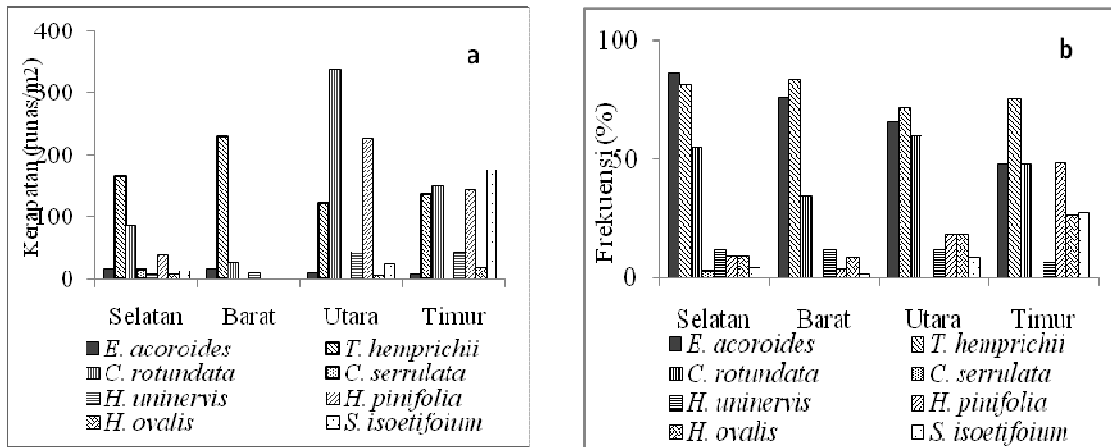 a
400
300
200
100
0
Kerapatan (tunas/m2)
Selatan Barat Utara Timur
E. acoroides T. hemprichii
C. rotundata C. serrulata
H. uninervis H. pinifolia
H. ovalis S. isoetifoium
b
100
50
0
Frekuensi (%)
Selatan Barat Utara Timur
E. acoroides T. hemprichii
C. rotundata C. serrulata
H. uninervis H. pinifolia
H. ovalis S. isoetifoium